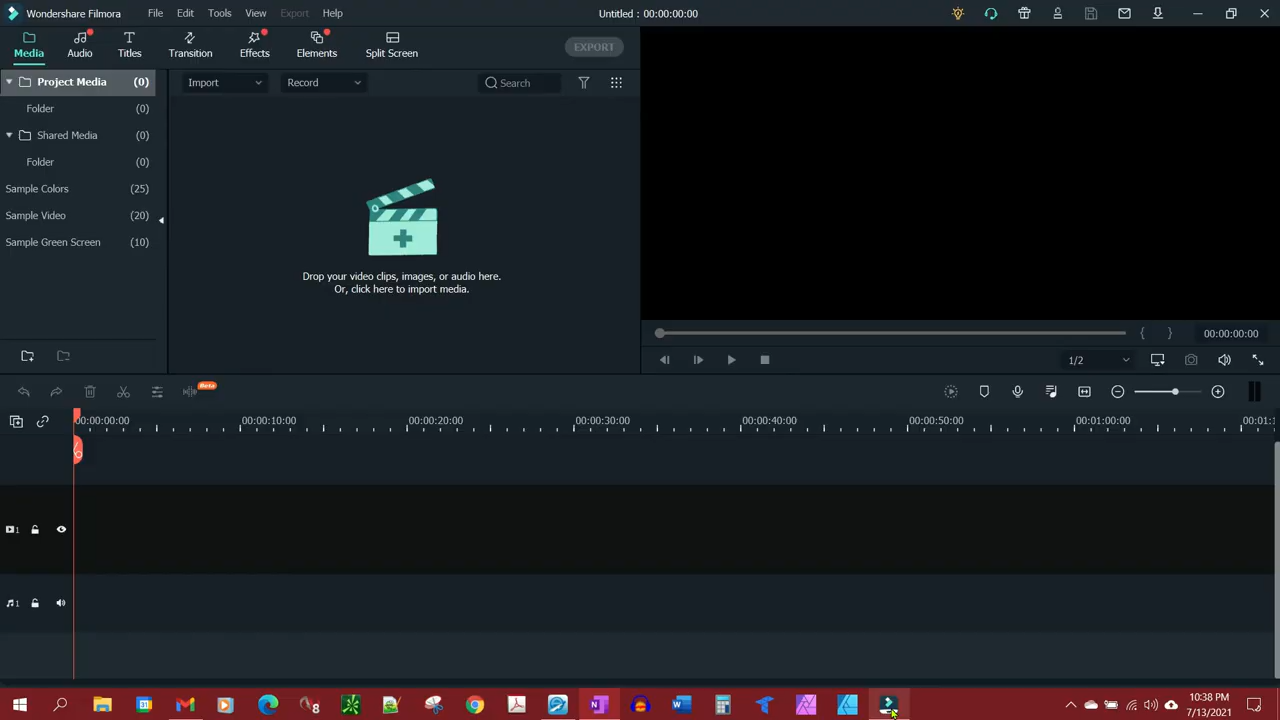 Wondershare Filmora File Edit Tools View Export Help Untitled : 00:00:00:00
Media Audio Titles Transition Effects Elements Split Screen EXPORT
Project Media (0) Import Record Search
Folder (0)
Shared Media (0)
Folder (0)
Sample Colors (25)
Sample Video (20)
Sample Green Screen (10)
Drop your video clips, images, or audio here.
Or, click here to import media.
{ } 00:00:00:00
1/2
Beta
00:00:00:00 00:00:10:00 00:00:20:00 00:00:30:00 00:00:40:00 00:00:50:00 00:01:00:00 00:01:1
1
1
31 8 N W 10:38 PM
7/13/2021